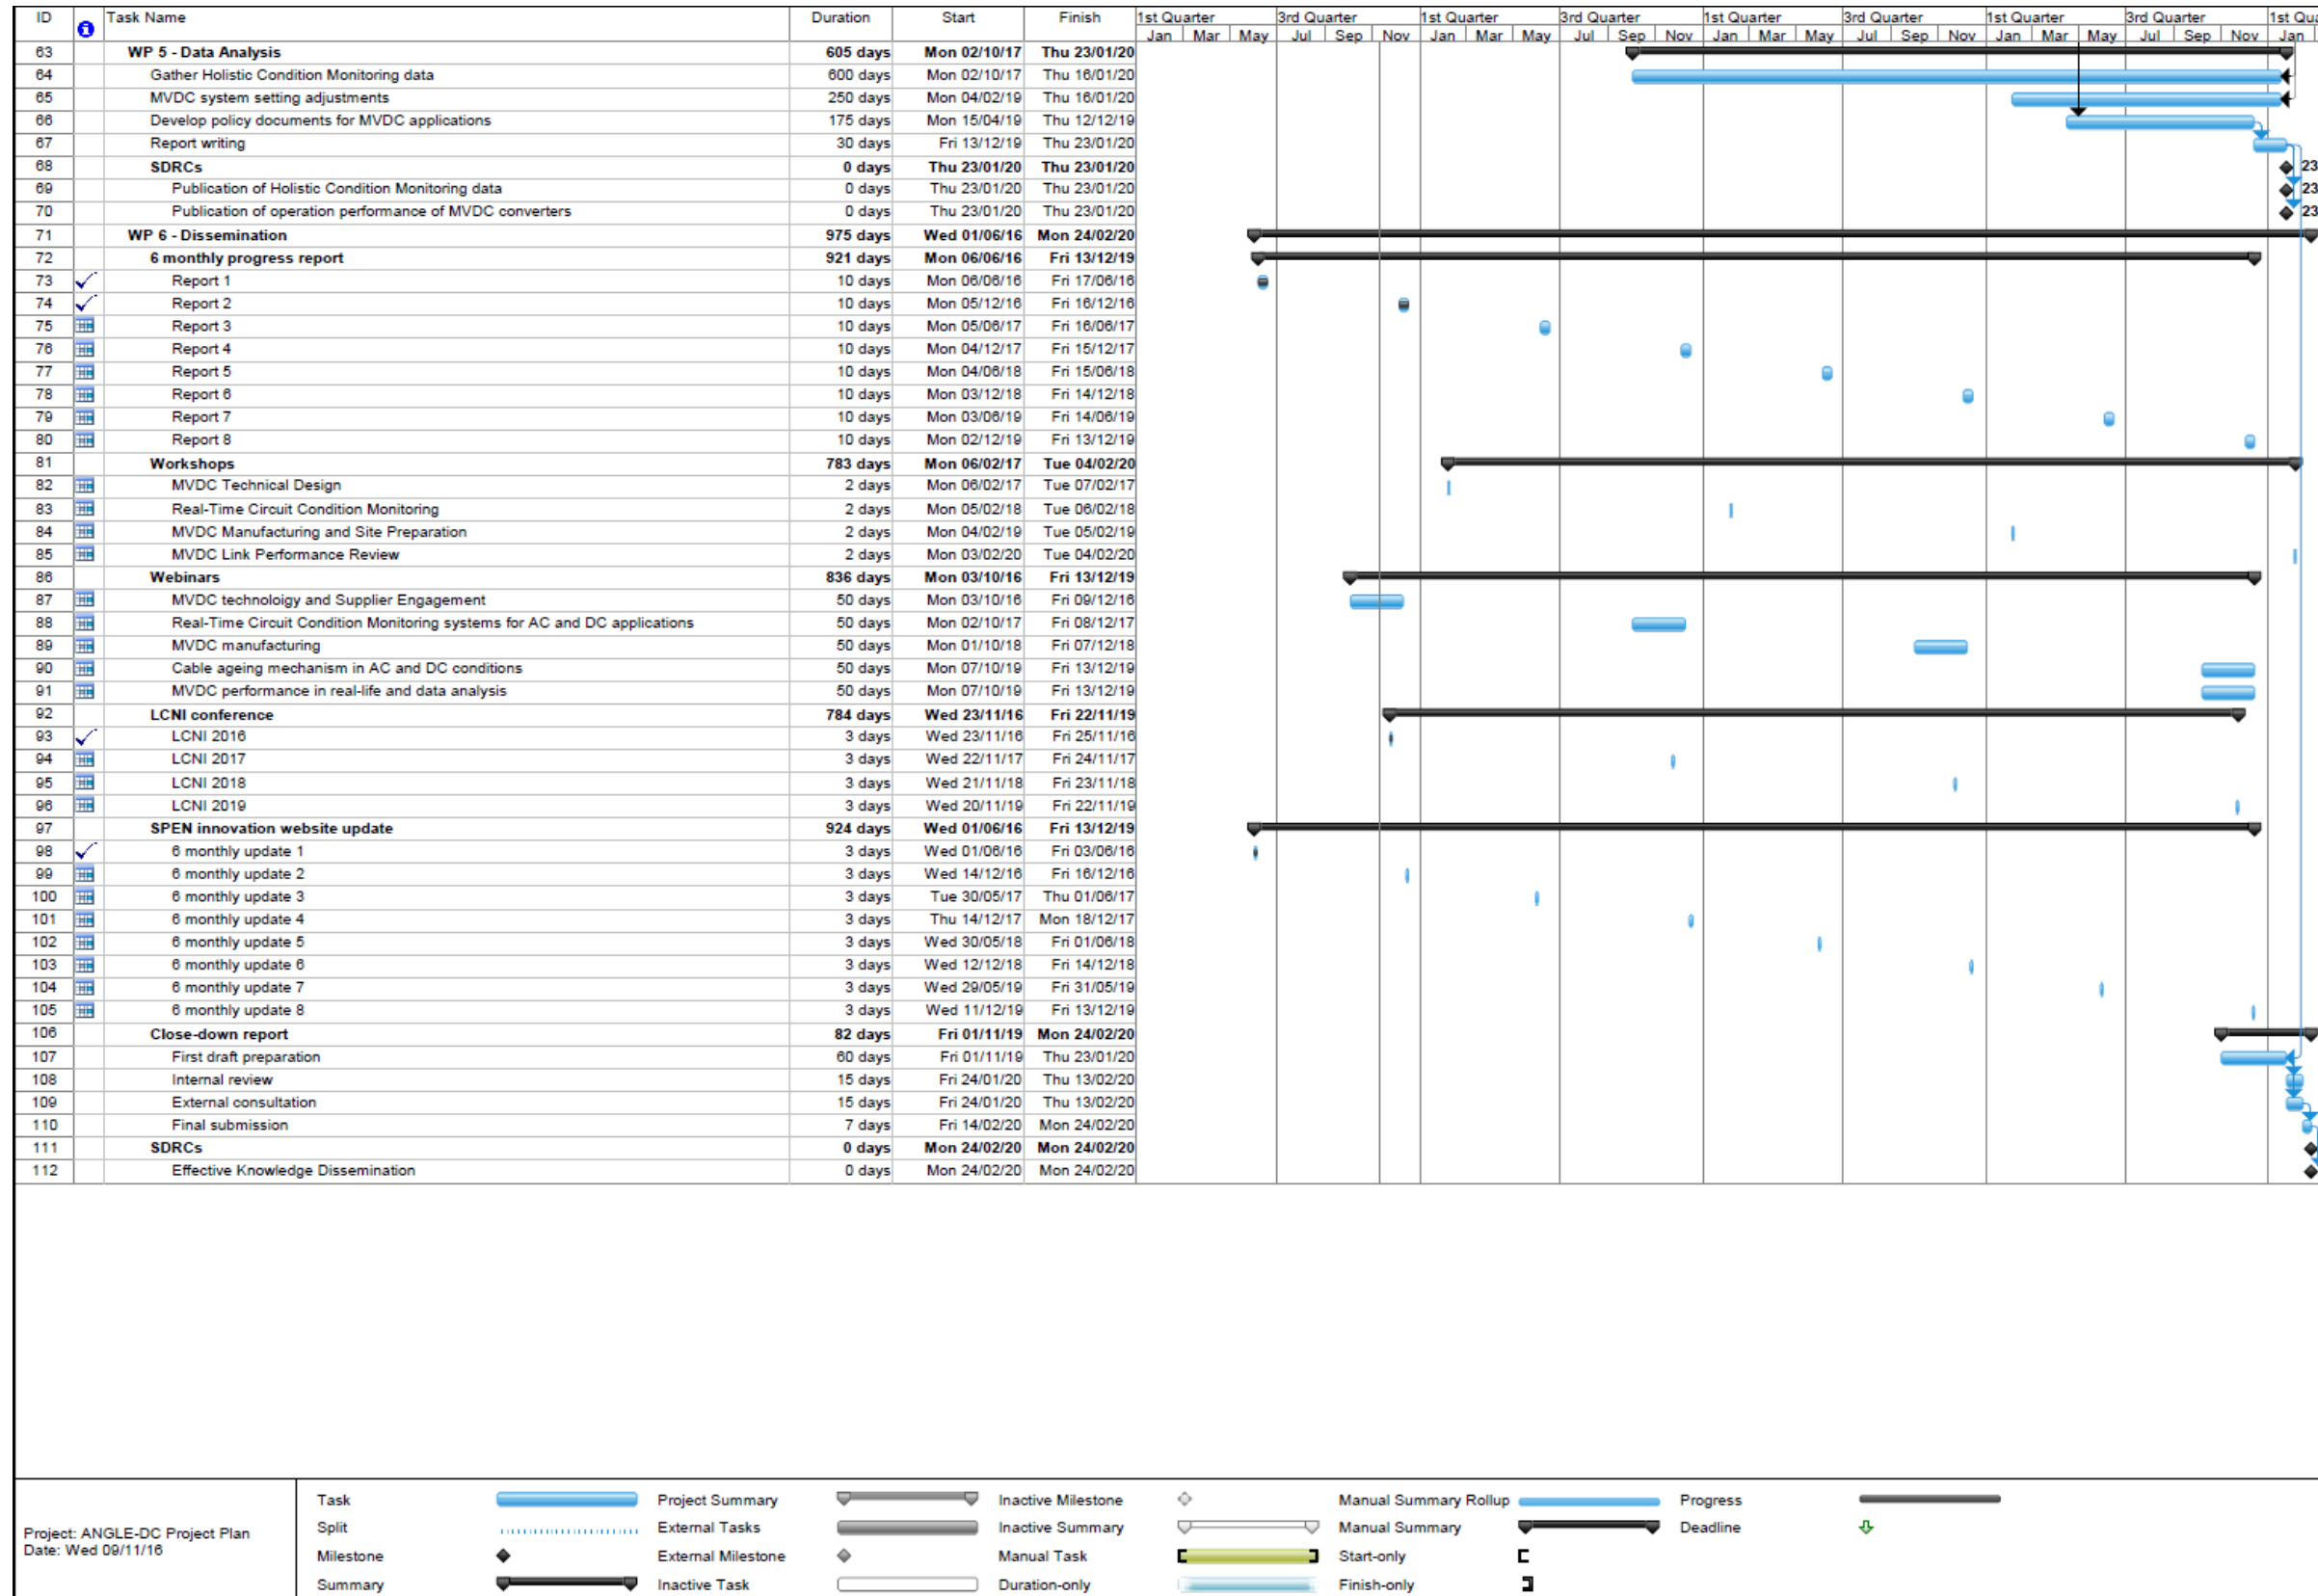 ID Task Name Duration Start Finish 1st Quarter 3rd Quarter 1st Quarter 3rd Quarter 1st Quarter 3rd Quarter 1st Quarter 3rd Quarter 1st Qua
Jan Mar May Jul Sep Nov Jan Mar May Jul Sep Nov Jan Mar May Jul Sep Nov Jan Mar May Jul Sep Nov Jan
63 WP 5 - Data Analysis 605 days Mon 02/10/17 Thu 23/01/20
64 Gather Holistic Condition Monitoring data 600 days Mon 02/10/17 Thu 16/01/20
65 MVDC system setting adjustments 250 days Mon 04/02/19 Thu 16/01/20
66 Develop policy documents for MVDC applications 175 days Mon 15/04/19 Thu 12/12/19
67 Report writing 30 days Fri 13/12/19 Thu 23/01/20
68 SDRCs 0 days Thu 23/01/20 Thu 23/01/20 23
69 Publication of Holistic Condition Monitoring data 0 days Thu 23/01/20 Thu 23/01/20 23
70 Publication of operation performance of MVDC converters 0 days Thu 23/01/20 Thu 23/01/20 23
71 WP 6 - Dissemination 975 days Wed 01/06/16 Mon 24/02/20
72 6 monthly progress report 921 days Mon 06/06/16 Fri 13/12/19
73 Report 1 10 days Mon 06/06/16 Fri 17/06/16
74 Report 2 10 days Mon 05/12/16 Fri 16/12/16
75 Report 3 10 days Mon 05/06/17 Fri 16/06/17
76 Report 4 10 days Mon 04/12/17 Fri 15/12/17
77 Report 5 10 days Mon 04/06/18 Fri 15/06/18
78 Report 6 10 days Mon 03/12/18 Fri 14/12/18
79 Report 7 10 days Mon 03/06/19 Fri 14/06/19
80 Report 8 10 days Mon 02/12/19 Fri 13/12/19
81 Workshops 783 days Mon 06/02/17 Tue 04/02/20
82 MVDC Technical Design 2 days Mon 06/02/17 Tue 07/02/17
83 Real-Time Circuit Condition Monitoring 2 days Mon 05/02/18 Tue 06/02/18
84 MVDC Manufacturing and Site Preparation 2 days Mon 04/02/19 Tue 05/02/19
85 MVDC Link Performance Review 2 days Mon 03/02/20 Tue 04/02/20
86 Webinars 836 days Mon 03/10/16 Fri 13/12/19
87 MVDC technoloigy and Supplier Engagement 50 days Mon 03/10/16 Fri 09/12/16
88 Real-Time Circuit Condition Monitoring systems for AC and DC applications 50 days Mon 02/10/17 Fri 08/12/17
89 MVDC manufacturing 50 days Mon 01/10/18 Fri 07/12/18
90 Cable ageing mechanism in AC and DC conditions 50 days Mon 07/10/19 Fri 13/12/19
91 MVDC performance in real-life and data analysis 50 days Mon 07/10/19 Fri 13/12/19
92 LCNI conference 784 days Wed 23/11/16 Fri 22/11/19
93 LCNI 2016 3 days Wed 23/11/16 Fri 25/11/16
94 LCNI 2017 3 days Wed 22/11/17 Fri 24/11/17
95 LCNI 2018 3 days Wed 21/11/18 Fri 23/11/18
96 LCNI 2019 3 days Wed 20/11/19 Fri 22/11/19
97 SPEN innovation website update 924 days Wed 01/06/16 Fri 13/12/19
98 6 monthly update 1 3 days Wed 01/06/16 Fri 03/06/16
99 6 monthly update 2 3 days Wed 14/12/16 Fri 16/12/16
100 6 monthly update 3 3 days Tue 30/05/17 Thu 01/06/17
101 6 monthly update 4 3 days Thu 14/12/17 Mon 18/12/17
102 6 monthly update 5 3 days Wed 30/05/18 Fri 01/06/18
103 6 monthly update 6 3 days Wed 12/12/18 Fri 14/12/18
104 6 monthly update 7 3 days Wed 29/05/19 Fri 31/05/19
105 6 monthly update 8 3 days Wed 11/12/19 Fri 13/12/19
106 Close-down report 82 days Fri 01/11/19 Mon 24/02/20
107 First draft preparation 60 days Fri 01/11/19 Thu 23/01/20
108 Internal review 15 days Fri 24/01/20 Thu 13/02/20
109 External consultation 15 days Fri 24/01/20 Thu 13/02/20
110 Final submission 7 days Fri 14/02/20 Mon 24/02/20
111 SDRCs 0 days Mon 24/02/20 Mon 24/02/20
112 Effective Knowledge Dissemination 0 days Mon 24/02/20 Mon 24/02/20
Project: ANGLE-DC Project Plan
Date: Wed 09/11/16
Task Project Summary Inactive Milestone Manual Summary Rollup Progress
Split External Tasks Inactive Summary Manual Summary Deadline
Milestone External Milestone Manual Task Start-only
Summary Inactive Task Duration-only Finish-only